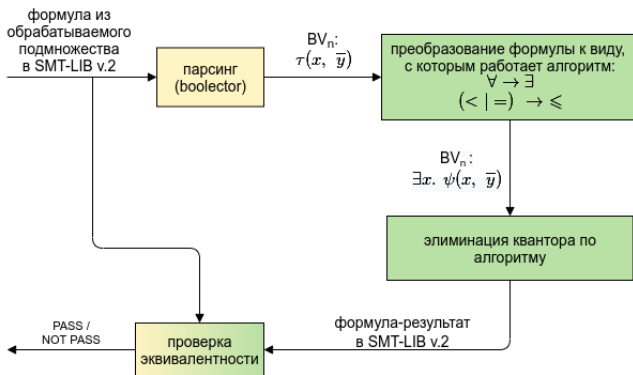 формула из
обрабатываемого
подмножества
в SMT-LIB v.2
парсинг
(boolector)
BVₙ:
τ(x, y̅)
преобразование формулы к виду,
с которым работает алгоритм:
∀ → ∃
(< | =) → ⩽
BVₙ:
∃x. ψ(x, y̅)
элиминация квантора по
алгоритму
формула-результат
в SMT-LIB v.2
проверка
эквивалентности
PASS /
NOT PASS